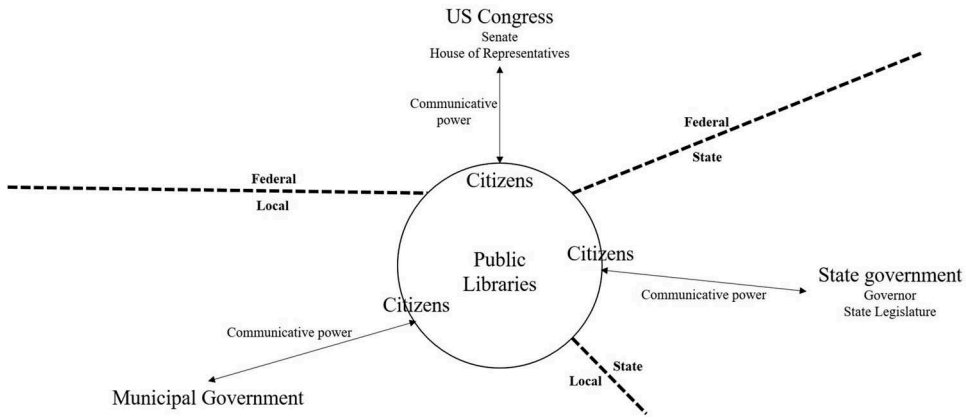 US Congress
Senate
House of Representatives
Communicative
power
Federal
State
Federal
Local
Citizens
Public
Libraries
Citizens
Citizens
State government
Governor
State Legislature
Communicative power
Communicative power
State
Local
Municipal Government